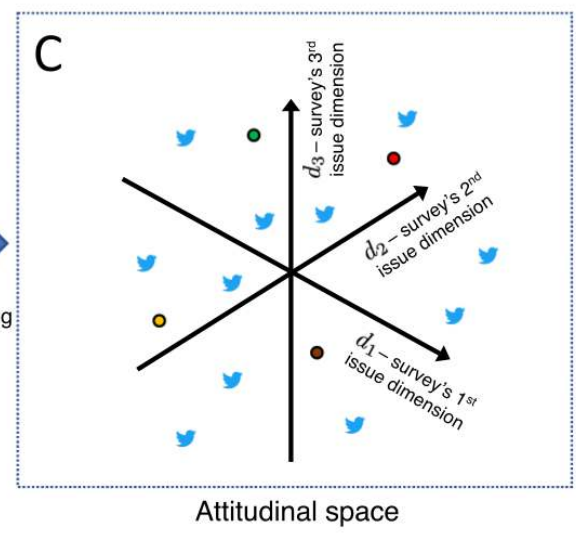 C
d3 – survey's 3rd
issue dimension
d2 – survey's 2nd
issue dimension
g
d1 – survey's 1st
issue dimension
Attitudinal space